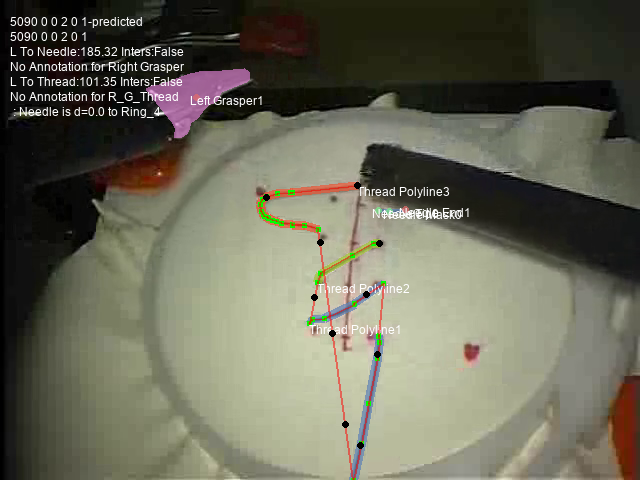 5090 0 0 2 0 1-predicted
5090 0 0 2 0 1
L To Needle:185.32 Inters:False
No Annotation for Right Grasper
L To Thread:101.35 Inters:False
No Annotation for R_G_Thread
: Needle is d=0.0 to Ring_4
Left Grasper1
Thread Polyline3
Thread Polyline2
Thread Polyline1